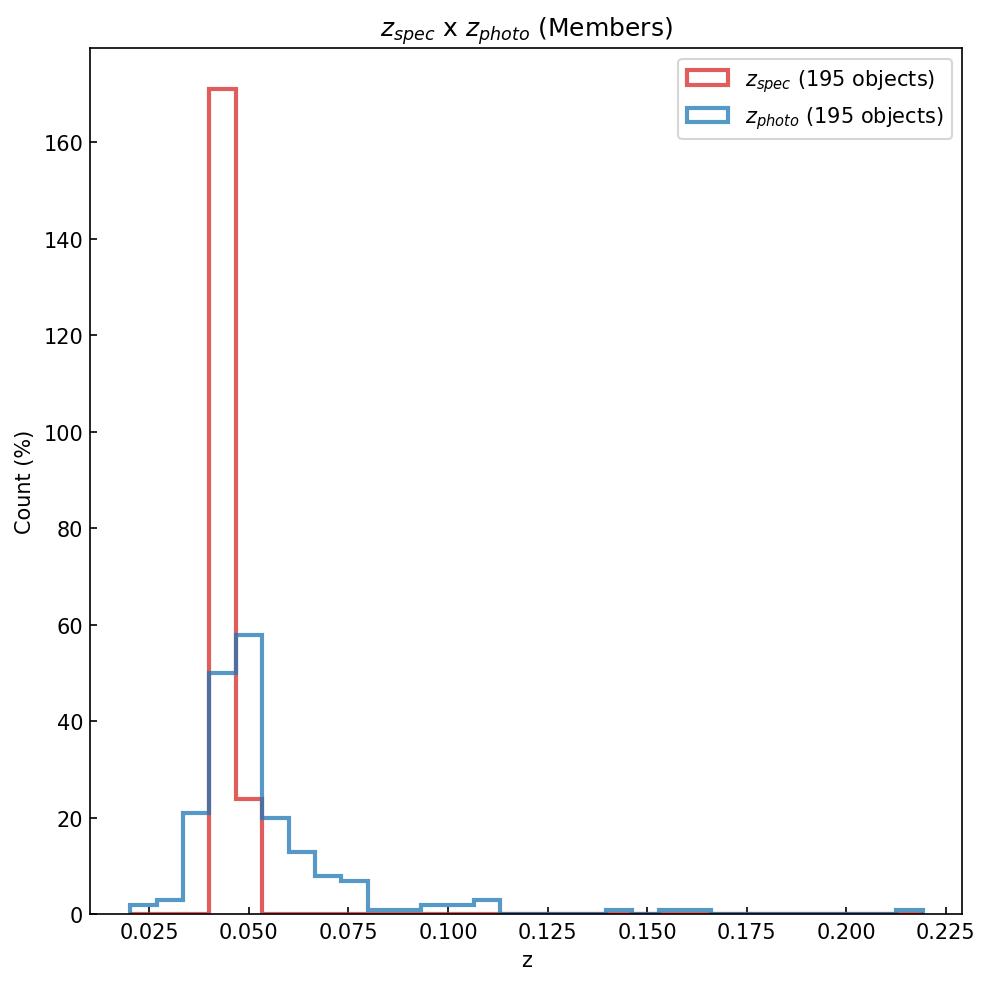 z_spec x z_photo (Members)
z_spec (195 objects)
z_photo (195 objects)
Count (%)
160
140
120
100
80
60
40
20
0
0.025 0.050 0.075 0.100 0.125 0.150 0.175 0.200 0.225
z